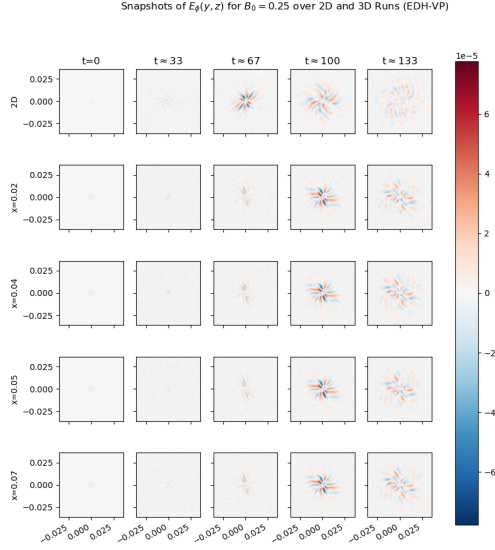 Snapshots of E_ϕ(y, z) for B_0 = 0.25 over 2D and 3D Runs (EDH-VP)
t=0 t≈33 t≈67 t≈100 t≈133
1e−5
2D
0.025
0.000
−0.025
x=0.02
0.025
0.000
−0.025
x=0.04
0.025
0.000
−0.025
x=0.05
0.025
0.000
−0.025
x=0.07
0.025
0.000
−0.025
−0.025 0.000 0.025 −0.025 0.000 0.025 −0.025 0.000 0.025 −0.025 0.000 0.025 −0.025 0.000 0.025
6
4
2
0
−2
−4
−6